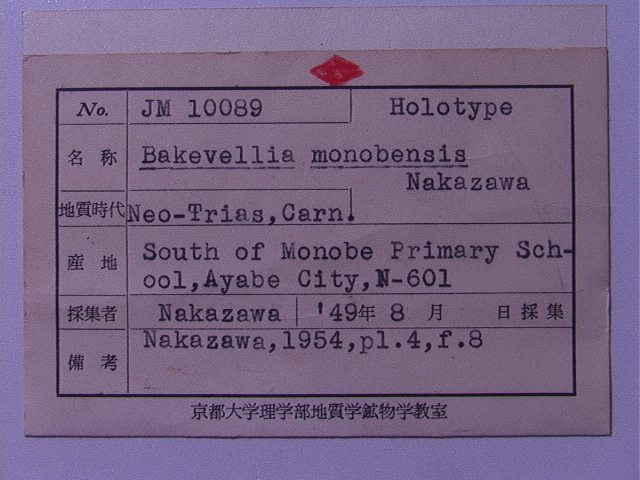 No. JM 10089 Holotype
名称 Bakevellia monobensis
Nakazawa
地質時代 Neo-Trias,Carn.
産地 South of Monobe Primary Sch-
ool,Ayabe City,N-601
採集者 Nakazawa '49年 8 月 日採集
備考 Nakazawa,1954,pl.4,f.8
京都大学理学部地質学鉱物学教室